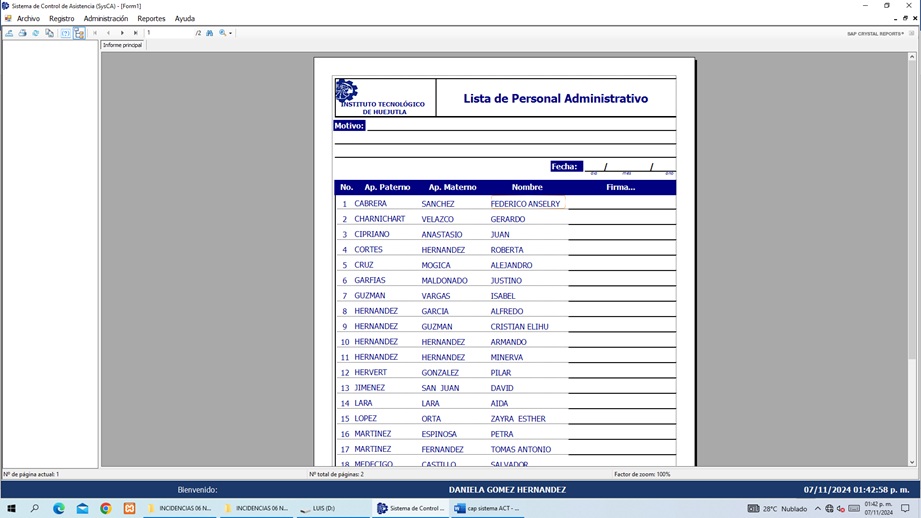 Sistema de Control de Asistencia (SysCA) - [Form1]
Archivo Registro Administración Reportes Ayuda
1 /2 SAP CRYSTAL REPORTS®
Informe principal
INSTITUTO TECNOLÓGICO
DE HUEJUTLA
Lista de Personal Administrativo
Motivo:
Fecha: / /
día mes año
No. Ap. Paterno Ap. Materno Nombre Firma...
1 CABRERA SANCHEZ FEDERICO ANSELRY
2 CHARNICHART VELAZCO GERARDO
3 CIPRIANO ANASTASIO JUAN
4 CORTES HERNANDEZ ROBERTA
5 CRUZ MOGICA ALEJANDRO
6 GARFIAS MALDONADO JUSTINO
7 GUZMAN VARGAS ISABEL
8 HERNANDEZ GARCIA ALFREDO
9 HERNANDEZ GUZMAN CRISTIAN ELIHU
10 HERNANDEZ HERNANDEZ ARMANDO
11 HERNANDEZ HERNANDEZ MINERVA
12 HERVERT GONZALEZ PILAR
13 JIMENEZ SAN JUAN DAVID
14 LARA LARA AIDA
15 LOPEZ ORTA ZAYRA ESTHER
16 MARTINEZ ESPINOSA PETRA
17 MARTINEZ FERNANDEZ TOMAS ANTONIO
18 MEDECIGO CASTILLO SALVADOR
Nº de página actual: 1 Nº total de páginas: 2 Factor de zoom: 100%
Bienvenido: DANIELA GOMEZ HERNANDEZ 07/11/2024 01:42:58 p. m.
INCIDENCIAS 06 N... INCIDENCIAS 06 N... LUIS (D:) Sistema de Control ... cap sistema ACT - ... 28°C Nublado 01:42 p. m.
07/11/2024